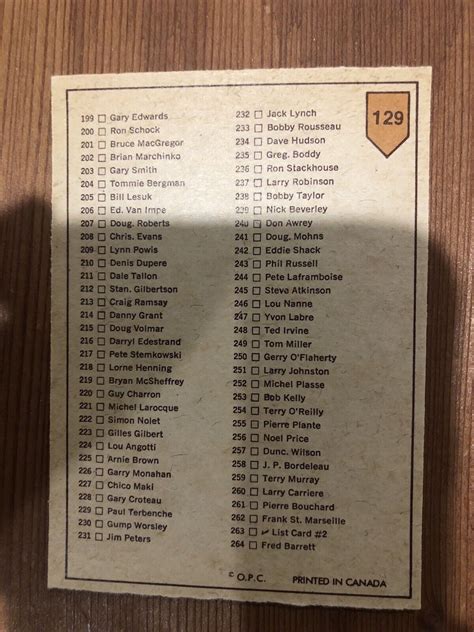 129
199 Gary Edwards
200 Ron Schock
201 Bruce MacGregor
202 Brian Marchinko
203 Gary Smith
204 Tommie Bergman
205 Bill Lesuk
206 Ed. Van Impe
207 Doug. Roberts
208 Chris. Evans
209 Lynn Powis
210 Denis Dupere
211 Dale Tallon
212 Stan. Gilbertson
213 Craig Ramsay
214 Danny Grant
215 Doug Volmar
216 Darryl Edestrand
217 Pete Stemkowski
218 Lorne Henning
219 Bryan McSheffrey
220 Guy Charron
221 Michel Larocque
222 Simon Nolet
223 Gilles Gilbert
224 Lou Angotti
225 Arnie Brown
226 Garry Monahan
227 Chico Maki
228 Gary Croteau
229 Paul Terbenche
230 Gump Worsley
231 Jim Peters
232 Jack Lynch
233 Bobby Rousseau
234 Dave Hudson
235 Greg. Boddy
236 Ron Stackhouse
237 Larry Robinson
238 Bobby Taylor
239 Nick Beverley
240 Don Awrey
241 Doug. Mohns
242 Eddie Shack
243 Phil Russell
244 Pete Laframboise
245 Steve Atkinson
246 Lou Nanne
247 Yvon Labre
248 Ted Irvine
249 Tom Miller
250 Gerry O'Flaherty
251 Larry Johnston
252 Michel Plasse
253 Bob Kelly
254 Terry O'Reilly
255 Pierre Plante
256 Noel Price
257 Dunc. Wilson
258 J. P. Bordeleau
259 Terry Murray
260 Larry Carriere
261 Pierre Bouchard
262 Frank St. Marseille
263 ✓ List Card #2
264 Fred Barrett
© O.P.C. PRINTED IN CANADA